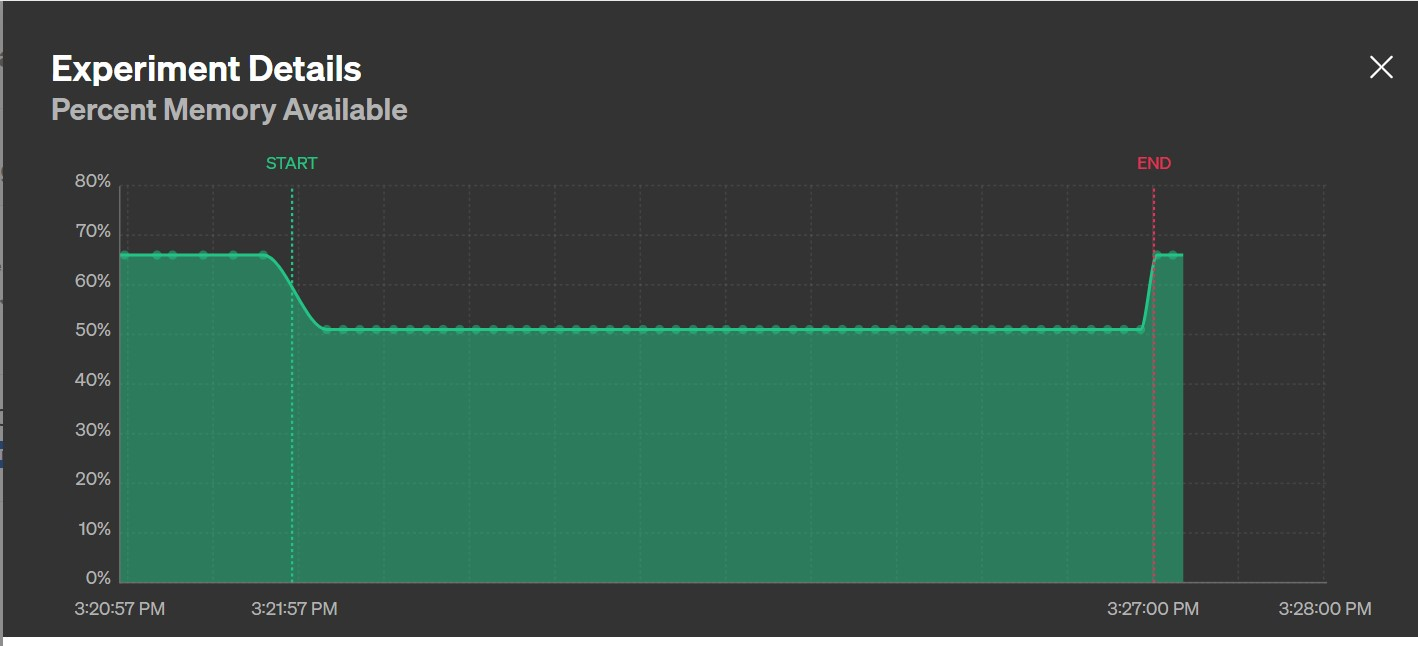 Experiment Details
Percent Memory Available
START END
80%
70%
60%
50%
40%
30%
20%
10%
0%
3:20:57 PM 3:21:57 PM 3:27:00 PM 3:28:00 PM